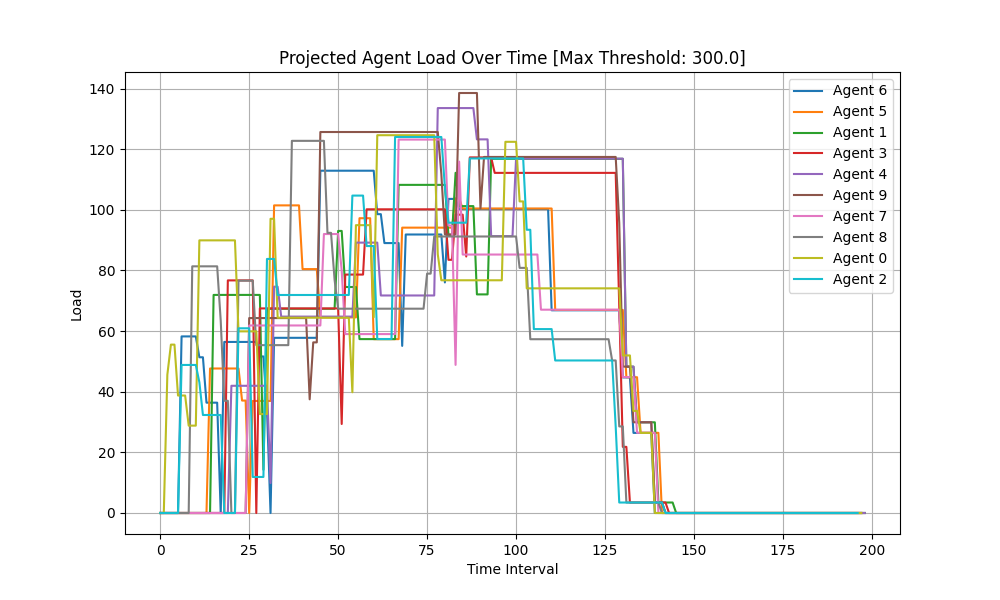 Projected Agent Load Over Time [Max Threshold: 300.0]
Load
140
120
100
80
60
40
20
0
0 25 50 75 100 125 150 175 200
Time Interval
Agent 6
Agent 5
Agent 1
Agent 3
Agent 4
Agent 9
Agent 7
Agent 8
Agent 0
Agent 2